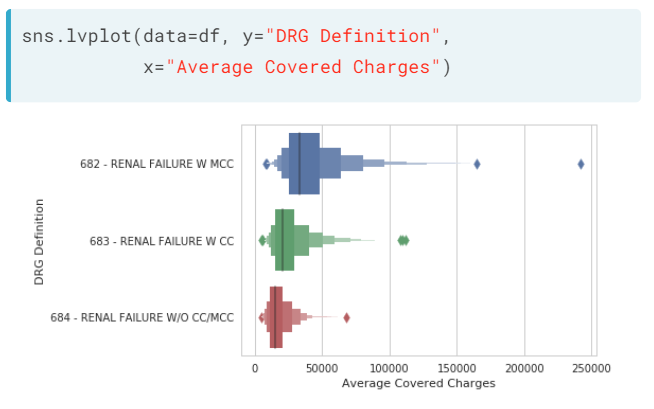 sns.lvplot(data=df, y="DRG Definition",
x="Average Covered Charges")
DRG Definition
682 - RENAL FAILURE W MCC
683 - RENAL FAILURE W CC
684 - RENAL FAILURE W/O CC/MCC
0 50000 100000 150000 200000 250000
Average Covered Charges